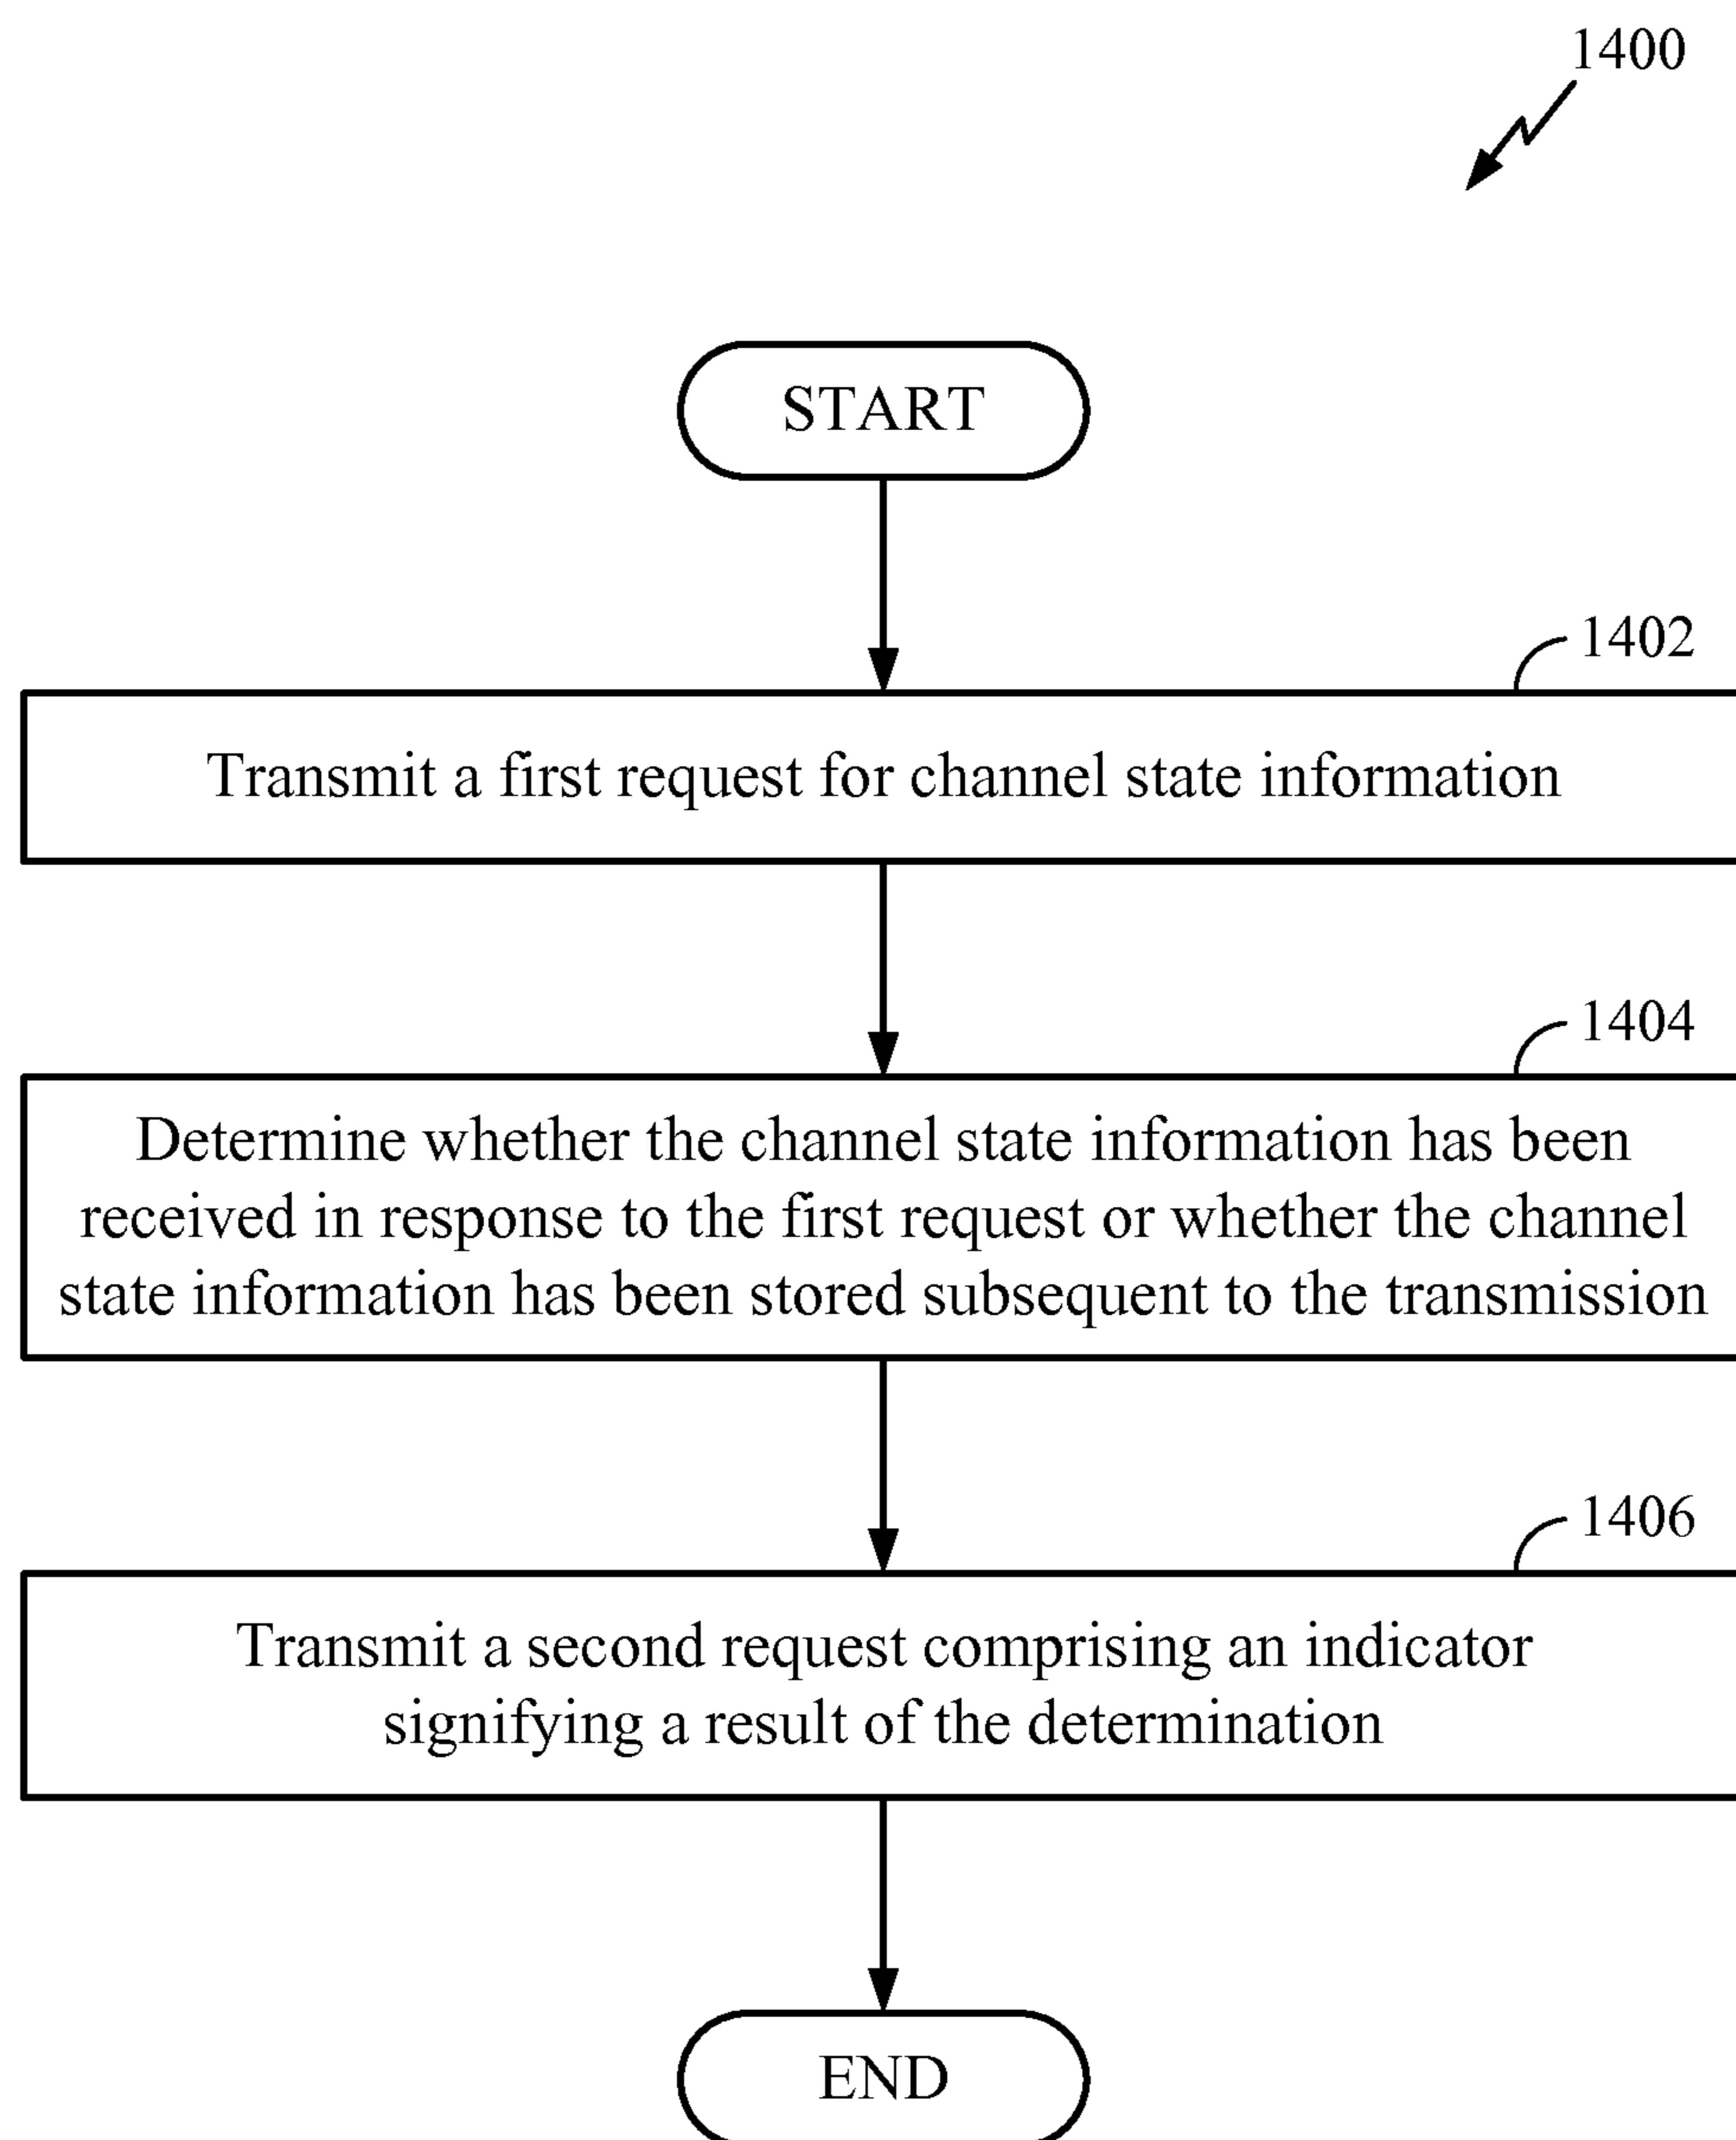 1400
START
1402
Transmit a first request for channel state information
1404
Determine whether the channel state information has been
received in response to the first request or whether the channel
state information has been stored subsequent to the transmission
1406
Transmit a second request comprising an indicator
signifying a result of the determination
END